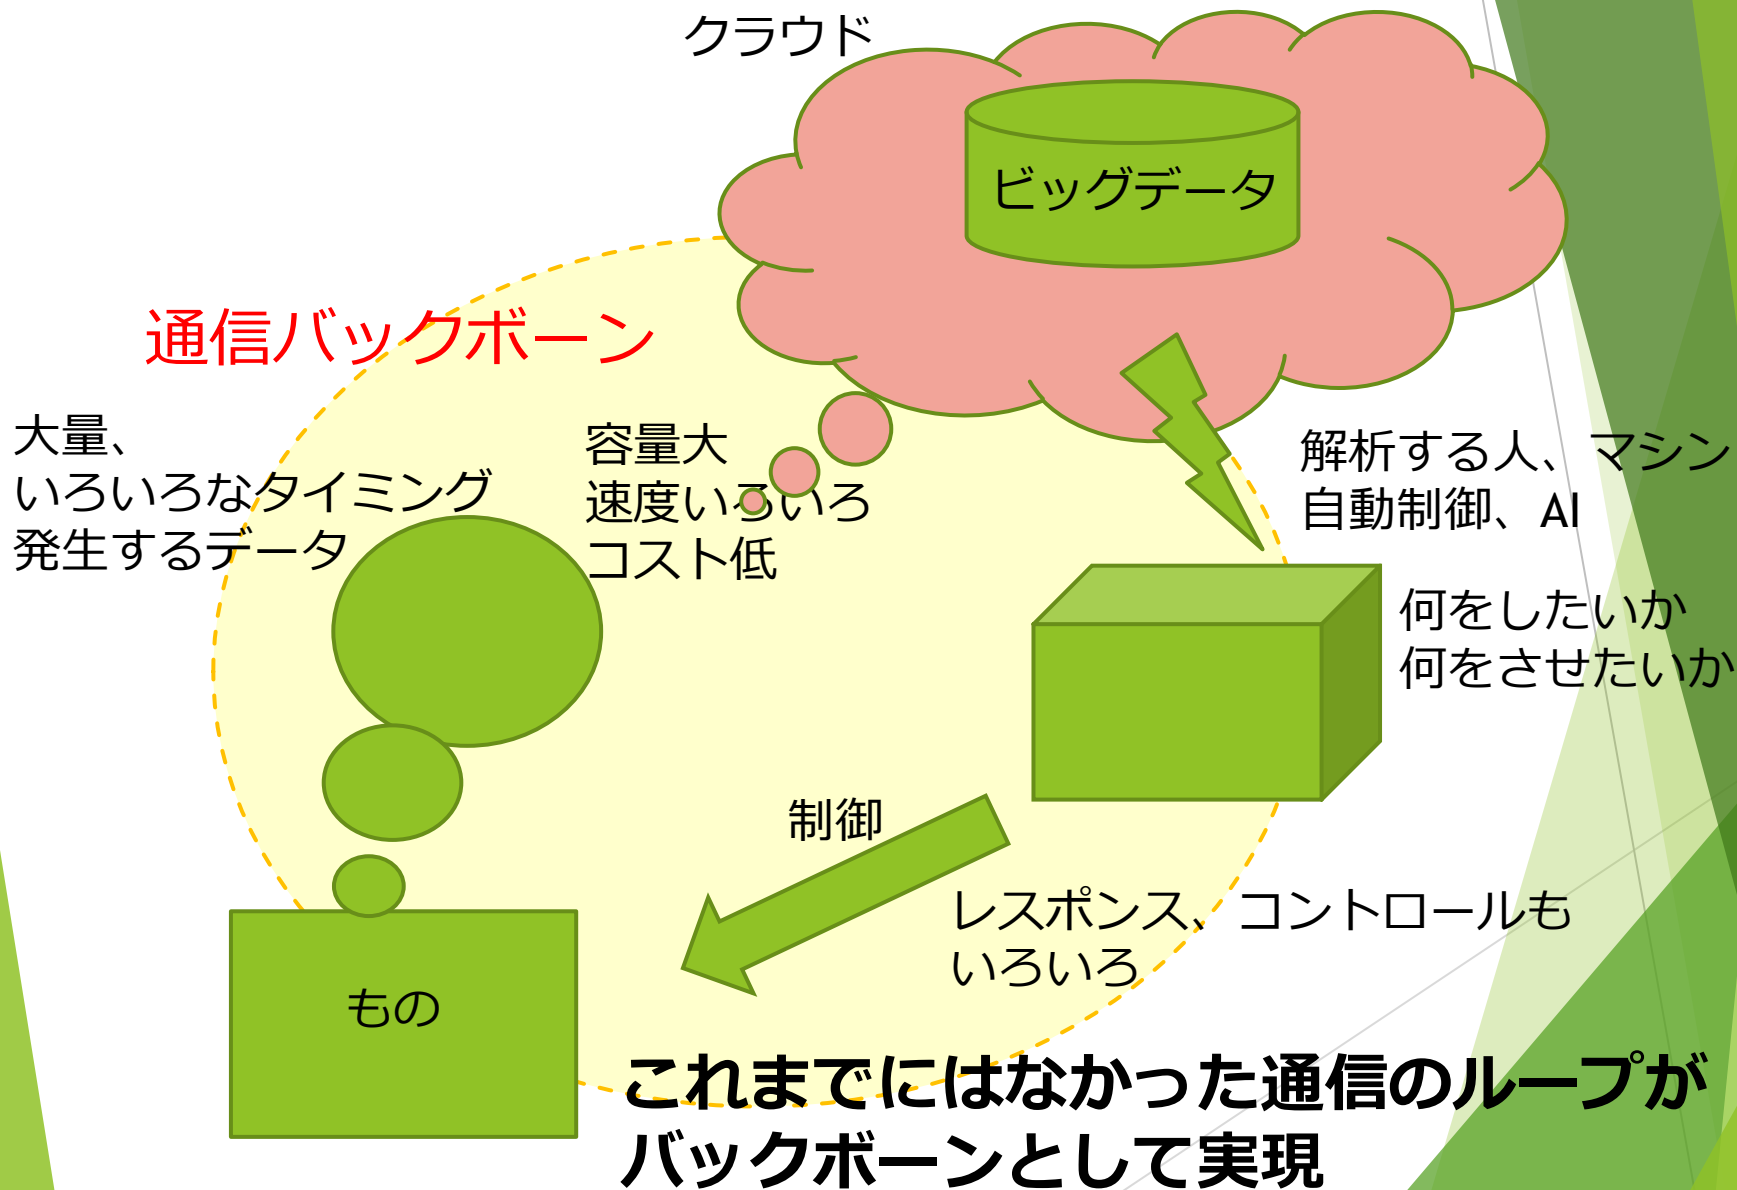 クラウド
ビッグデータ
通信バックボーン
大量、
いろいろなタイミング
発生するデータ
容量大
速度いろいろ
コスト低
解析する人、マシン
自動制御、AI
何をしたいか
何をさせたいか
制御
レスポンス、コントロールも
いろいろ
もの
これまでにはなかった通信のループが
バックボーンとして実現